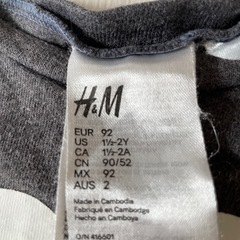 H&M
EUR 92
US 1½-2Y
CA 1½-2A
CN 90/52
MX 92
AUS 2
Made in Cambodia
Fabriqué en Cambodge
Hecho en Camboya
O/N 416501